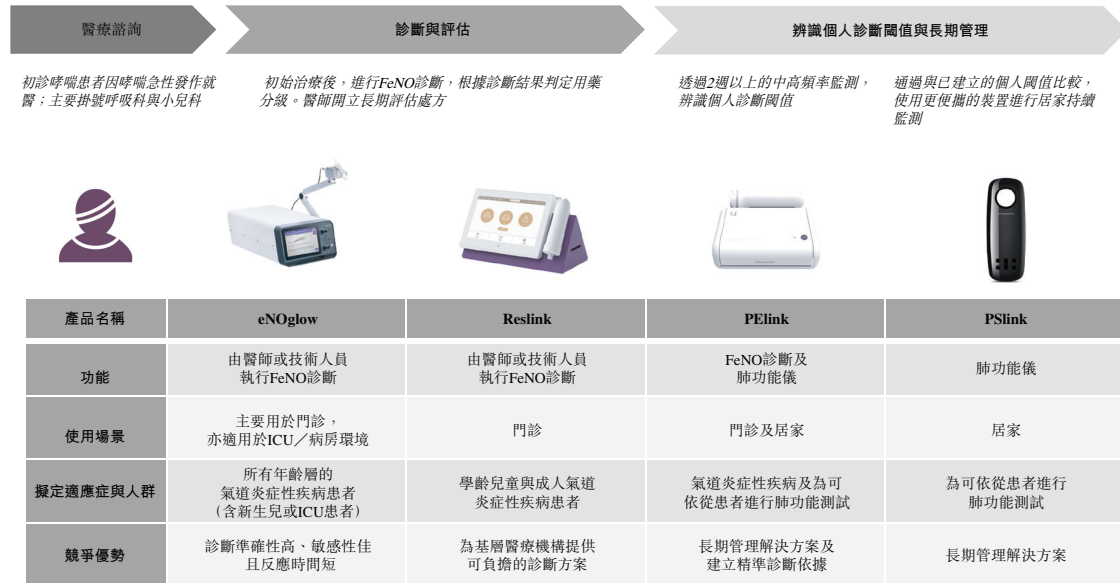 醫療諮詢
診斷與評估
辨識個人診斷閾值與長期管理
初診哮喘患者因哮喘急性發作就
醫；主要掛號呼吸科與小兒科
初始治療後，進行FeNO診斷，根據診斷結果判定用藥
分級。醫師開立長期評估處方
透過2週以上的中高頻率監測，
辨識個人診斷閾值
通過與已建立的個人閾值比較，
使用更便攜的裝置進行居家持續
監測
產品名稱
eNOglow
Reslink
PElink
PSlink
功能
由醫師或技術人員
執行FeNO診斷
由醫師或技術人員
執行FeNO診斷
FeNO診斷及
肺功能儀
肺功能儀
使用場景
主要用於門診，
亦適用於ICU／病房環境
門診
門診及居家
居家
擬定適應症與人群
所有年齡層的
氣道炎症性疾病患者
（含新生兒或ICU患者）
學齡兒童與成人氣道
炎症性疾病患者
氣道炎症性疾病及為可
依從患者進行肺功能測試
為可依從患者進行
肺功能測試
競爭優勢
診斷準確性高、敏感性佳
且反應時間短
為基層醫療機構提供
可負擔的診斷方案
長期管理解決方案及
建立精準診斷依據
長期管理解決方案